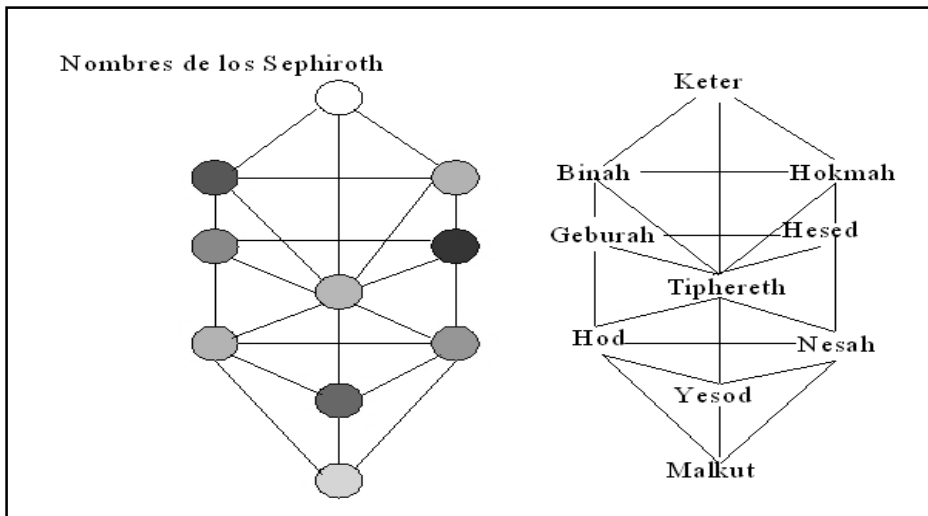 Nombres de los Sephiroth
Keter
Binah Hokmah
Geburah Hesed
Tiphereth
Hod Nesah
Yesod
Malkut